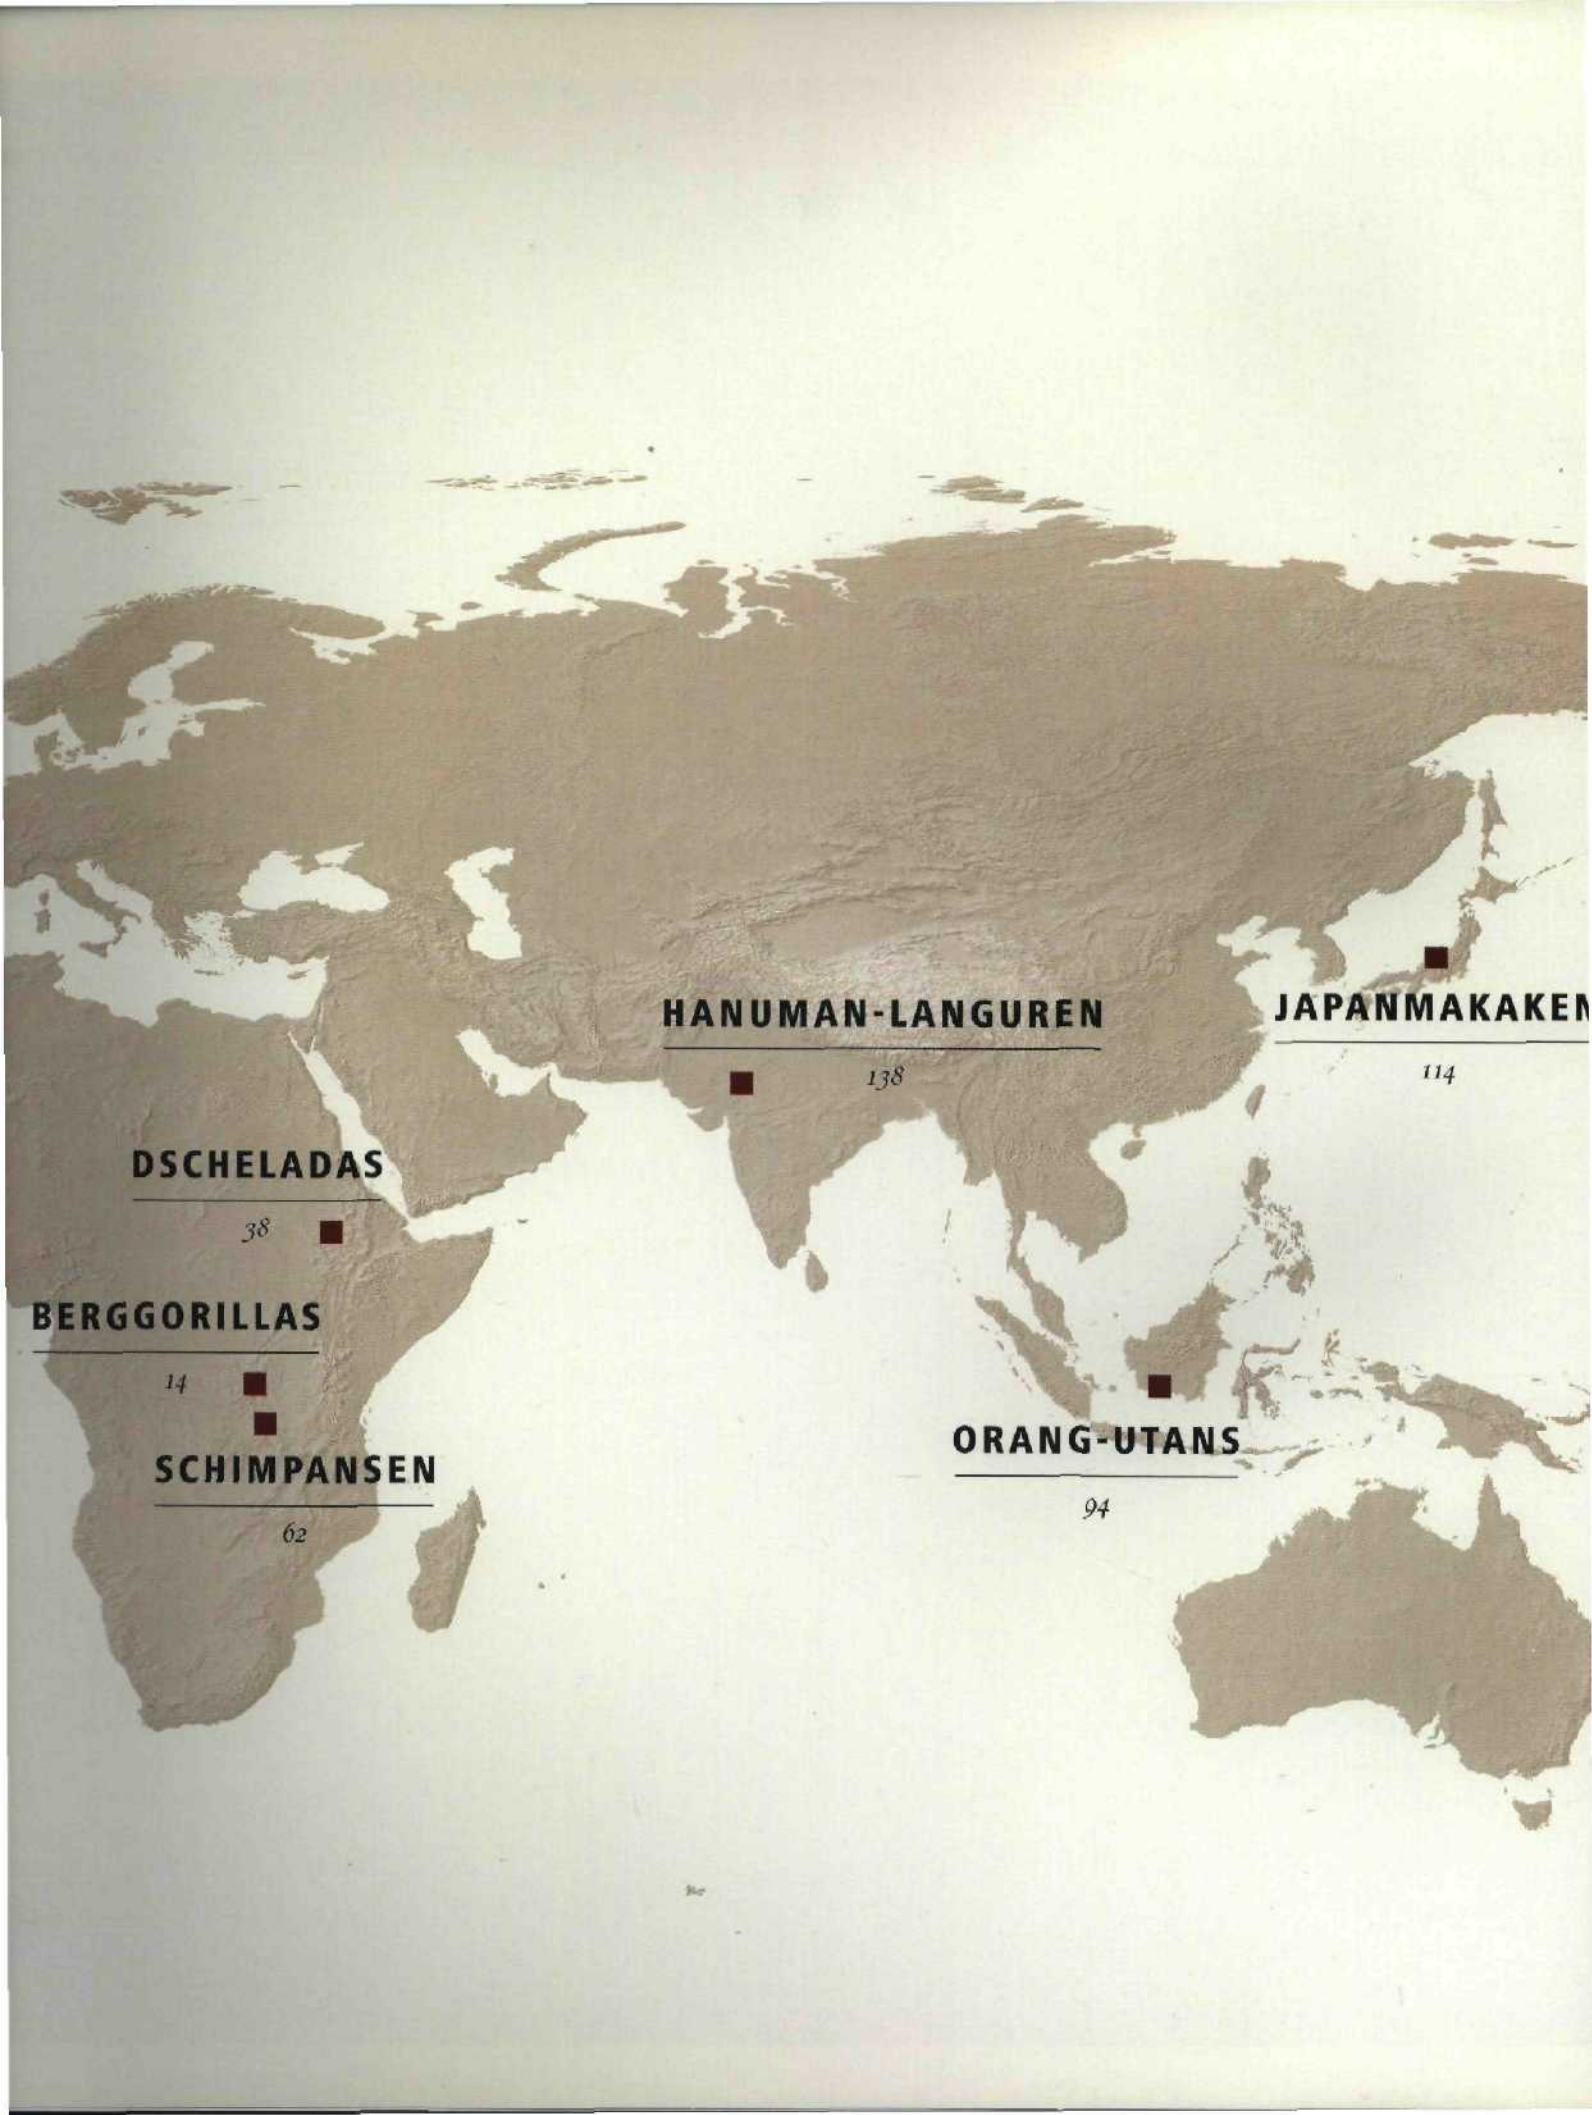 HANUMAN-LANGUREN
138
JAPANMAKAKEN
114
DSCHELADAS
38
BERGGORILLAS
14
SCHIMPANSEN
62
ORANG-UTANS
94